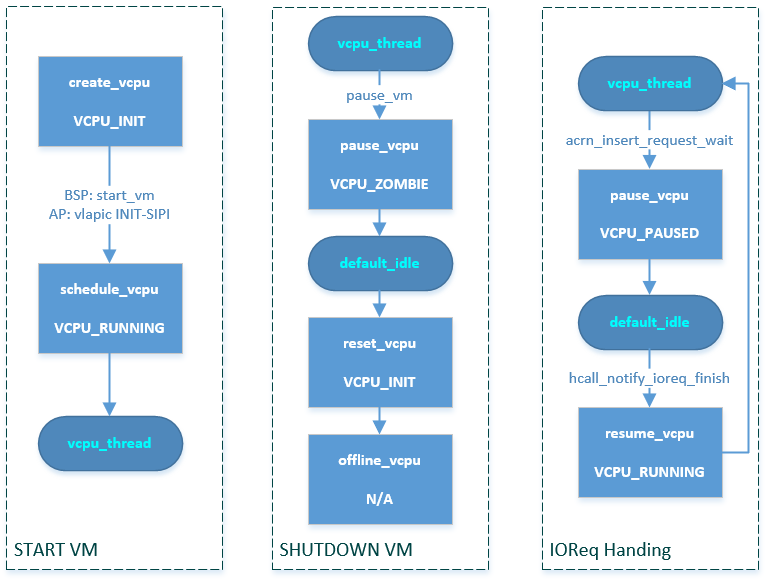 create_vcpu
VCPU_INIT
BSP: start_vm
AP: vlapic INIT-SIPI
schedule_vcpu
VCPU_RUNNING
vcpu_thread
START VM
vcpu_thread
pause_vm
pause_vcpu
VCPU_ZOMBIE
default_idle
reset_vcpu
VCPU_INIT
offline_vcpu
N/A
SHUTDOWN VM
vcpu_thread
acrn_insert_request_wait
pause_vcpu
VCPU_PAUSED
default_idle
hcall_notify_ioreq_finish
resume_vcpu
VCPU_RUNNING
IOReq Handing